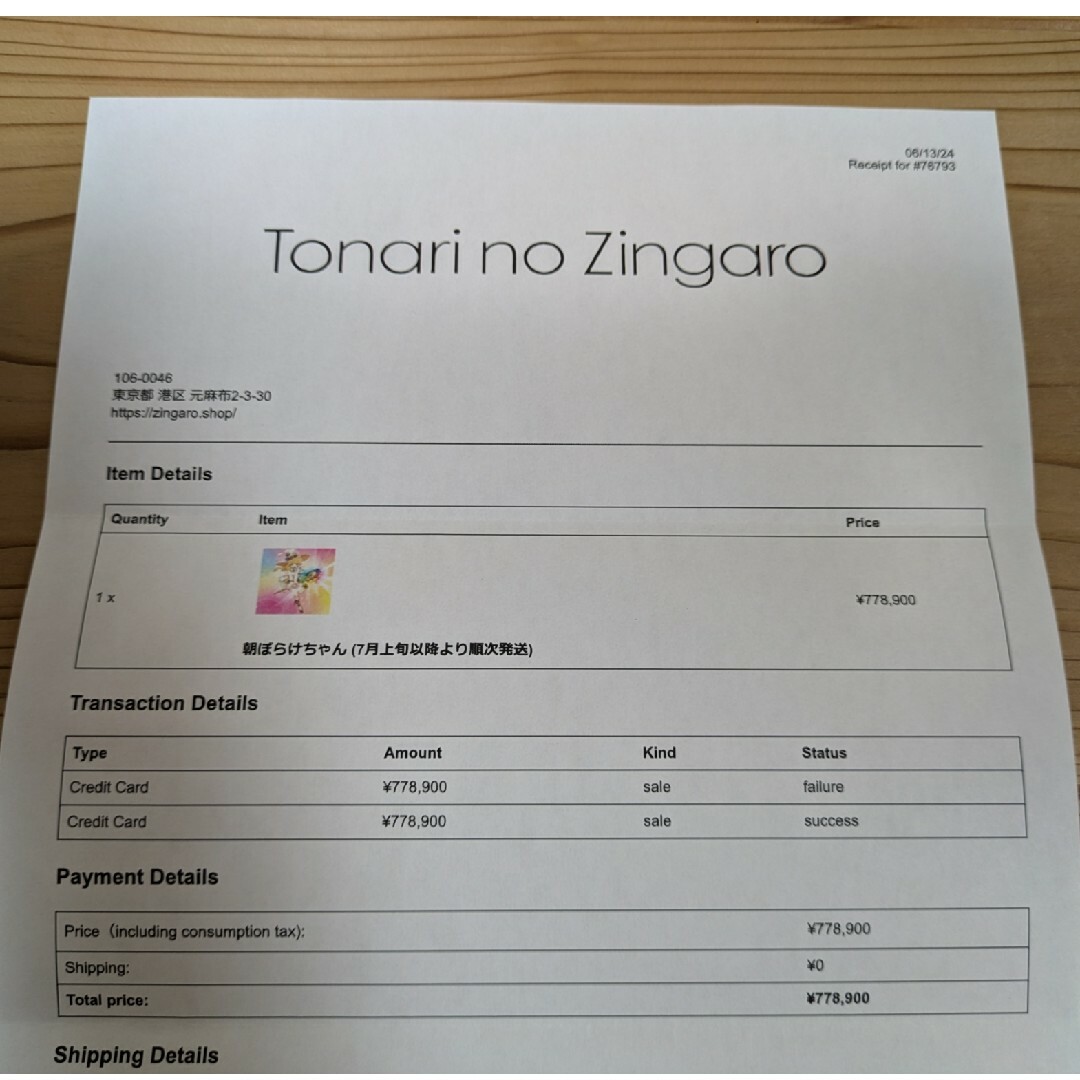 06/13/24
Receipt for #76793
Tonari no Zingaro
106-0046
東京都 港区 元麻布2-3-30
https://zingaro.shop/
Item Details
Quantity Item Price
1 x ¥778,900
朝ぼらけちゃん (7月上旬以降より順次発送)
Transaction Details
Type Amount Kind Status
Credit Card ¥778,900 sale failure
Credit Card ¥778,900 sale success
Payment Details
Price（including consumption tax): ¥778,900
Shipping: ¥0
Total price: ¥778,900
Shipping Details